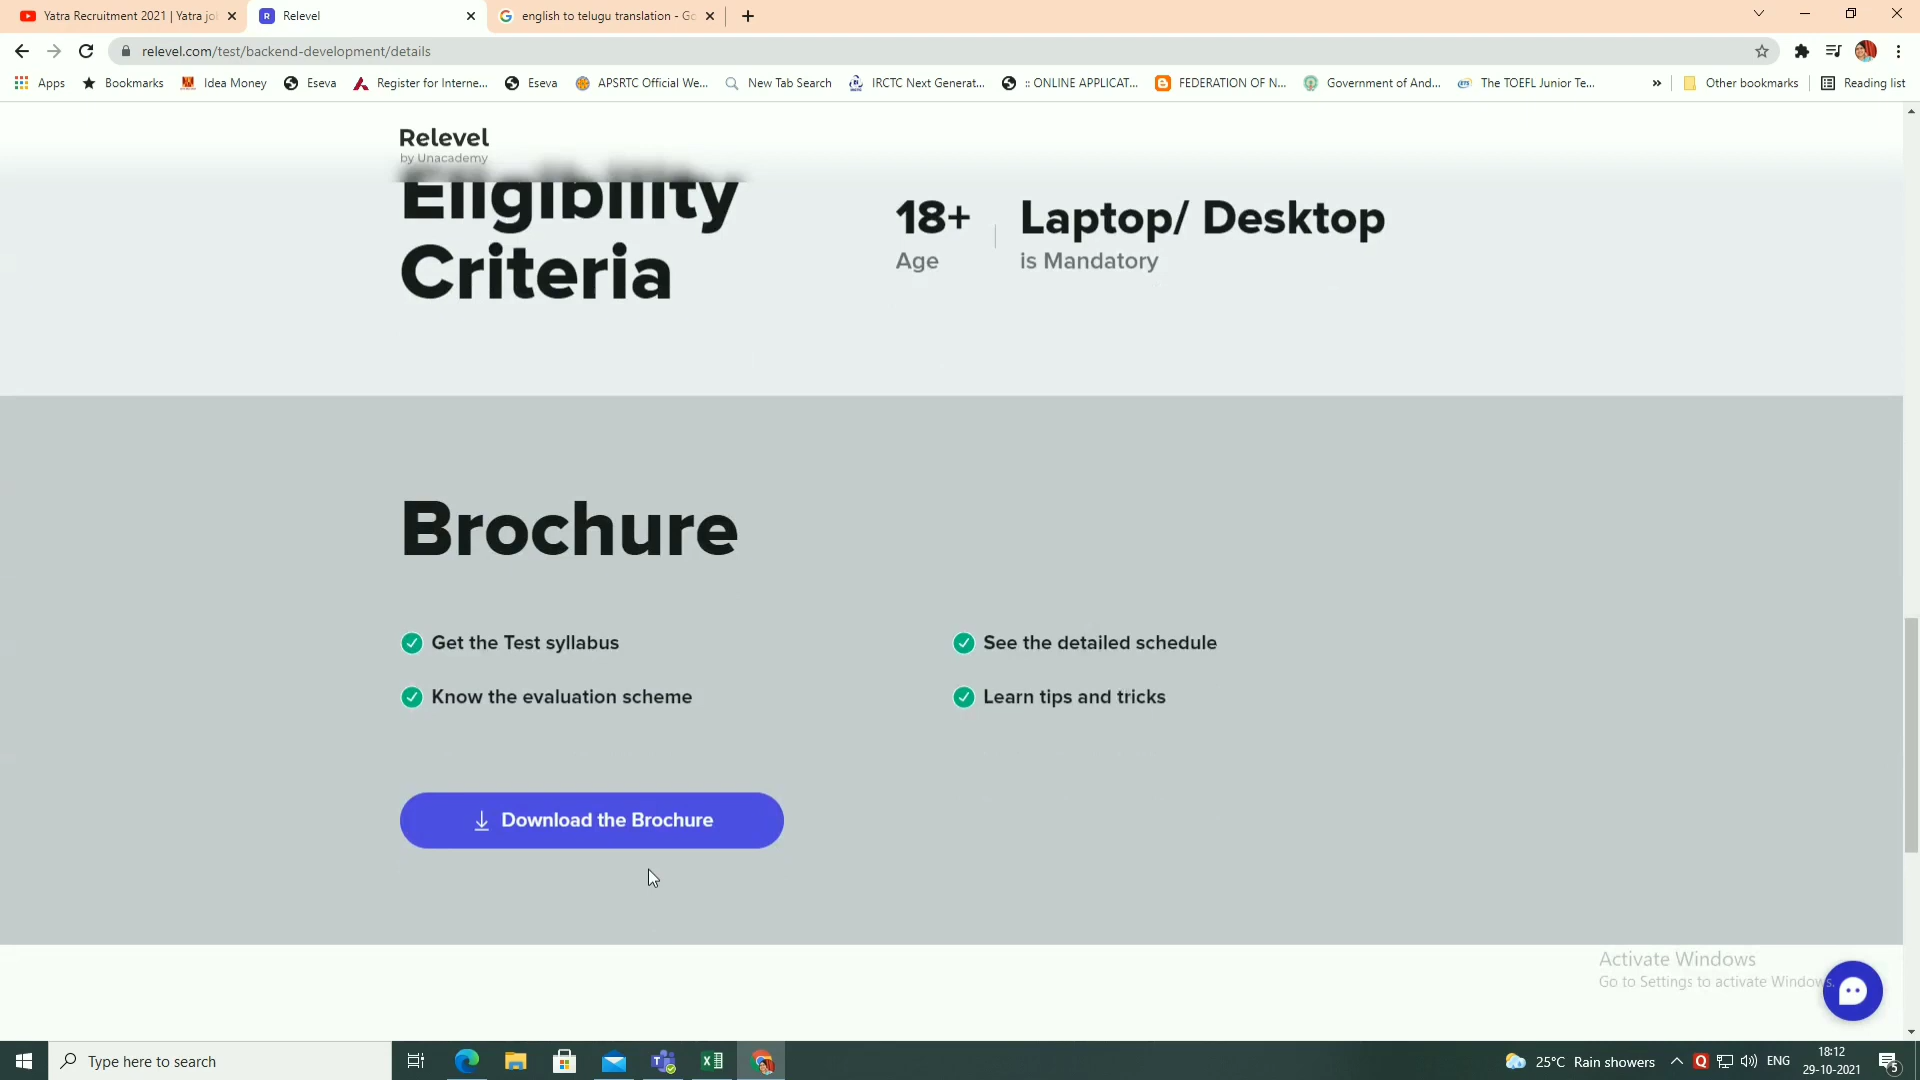 Yatra Recruitment 2021 | Yatra jo
Relevel
english to telugu translation - Go
relevel.com/test/backend-development/details
Apps
Bookmarks
Idea Money
Eseva
Register for Interne...
Eseva
APSRTC Official We...
New Tab Search
IRCTC Next Generat...
:: ONLINE APPLICAT...
FEDERATION OF N...
Government of And...
The TOEFL Junior Te...
»
Other bookmarks
Reading list
Relevel
by Unacademy
Eligibility
Criteria
18+
Age
Laptop/ Desktop
is Mandatory
Brochure
Get the Test syllabus
See the detailed schedule
Know the evaluation scheme
Learn tips and tricks
Download the Brochure
Activate Windows
Go to Settings to activate Windows.
Type here to search
25°C Rain showers
ENG
18:12
29-10-2021
5